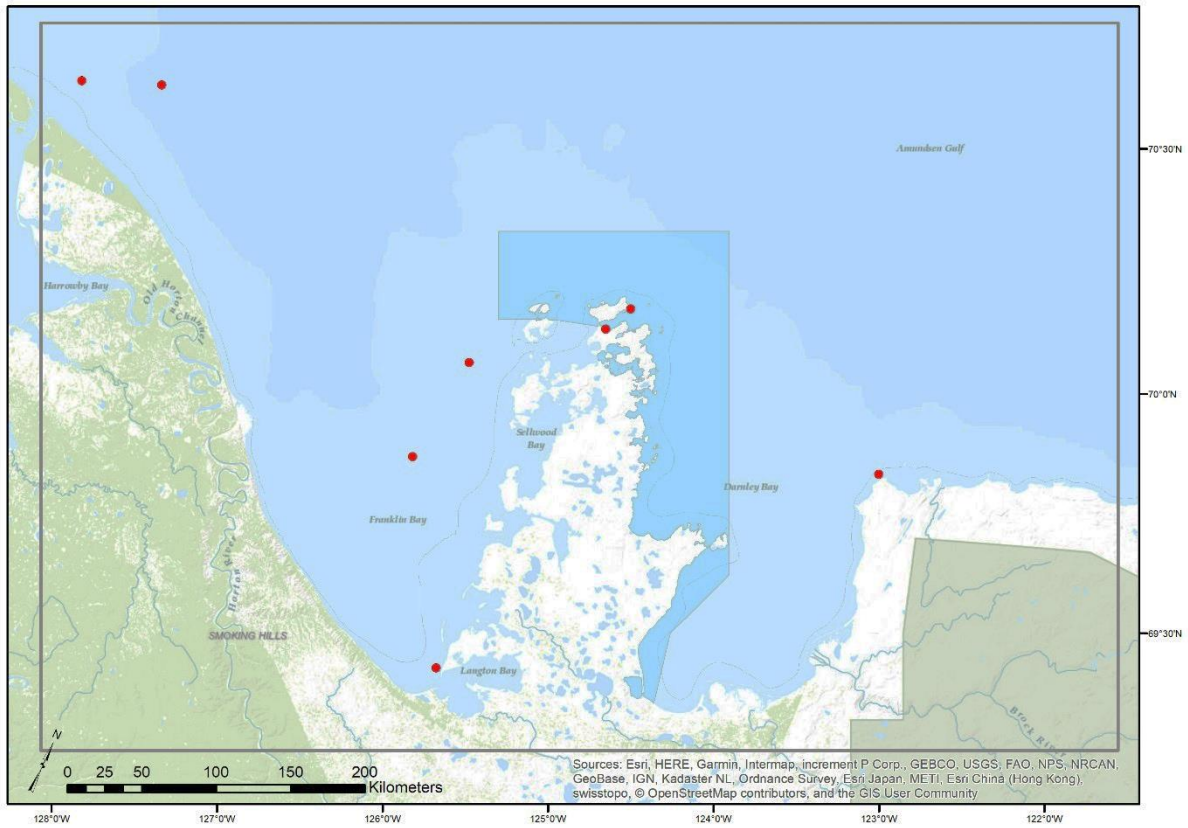 Amundsen Gulf
70°30'N
Harrowby Bay
Old Horton Channel
70°0'N
Sellwood
Bay
Darnley Bay
Franklin Bay
Horton River
SMOKING HILLS
69°30'N
Langton Bay
Brock River
N
0 25 50 100 150 200
Kilometers
Sources: Esri, HERE, Garmin, Intermap, increment P Corp., GEBCO, USGS, FAO, NPS, NRCAN,
GeoBase, IGN, Kadaster NL, Ordnance Survey, Esri Japan, METI, Esri China (Hong Kong),
swisstopo, © OpenStreetMap contributors, and the GIS User Community
128°0'W 127°0'W 126°0'W 125°0'W 124°0'W 123°0'W 122°0'W